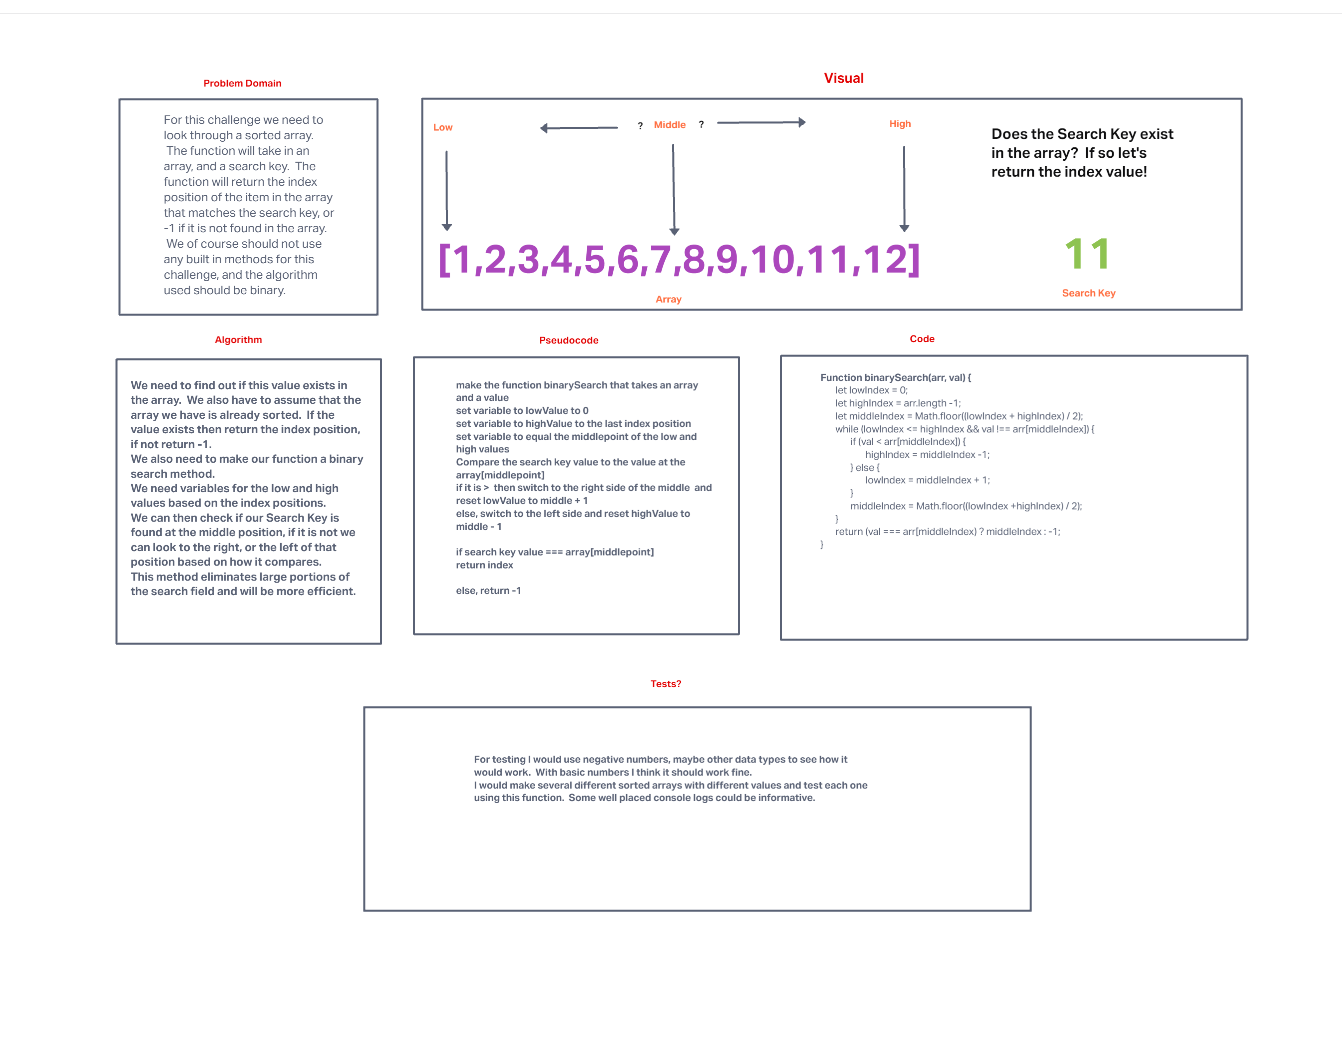 Problem Domain
For this challenge we need to
look through a sorted array.
The function will take in an
array, and a search key.  The
function will return the index
position of the item in the array
that matches the search key, or
-1 if it is not found in the array.
We of course should not use
any built in methods for this
challenge, and the algorithm
used should be binary.
Visual
Low
? Middle ?
High
Does the Search Key exist
in the array?  If so let's
return the index value!
[1,2,3,4,5,6,7,8,9,10,11,12]
11
Array
Search Key
Algorithm
We need to find out if this value exists in
the array.  We also have to assume that the
array we have is already sorted.  If the
value exists then return the index position,
if not return -1.
We also need to make our function a binary
search method.
We need variables for the low and high
values based on the index positions.
We can then check if our Search Key is
found at the middle position, if it is not we
can look to the right, or the left of that
position based on how it compares.
This method eliminates large portions of
the search field and will be more efficient.
Pseudocode
make the function binarySearch that takes an array
and a value
set variable to lowValue to 0
set variable to highValue to the last index position
set variable to equal the middlepoint of the low and
high values
Compare the search key value to the value at the
array[middlepoint]
if it is >  then switch to the right side of the middle  and
reset lowValue to middle + 1
else, switch to the left side and reset highValue to
middle - 1
if search key value === array[middlepoint]
return index
else, return -1
Code
Function binarySearch(arr, val) {
let lowIndex = 0;
let highIndex = arr.length -1;
let middleIndex = Math.floor((lowIndex + highIndex) / 2);
while (lowIndex <= highIndex && val !== arr[middleIndex]) {
if (val < arr[middleIndex]) {
highIndex = middleIndex -1;
} else {
lowIndex = middleIndex + 1;
}
middleIndex = Math.floor((lowIndex +highIndex) / 2);
}
return (val === arr[middleIndex) ? middleIndex : -1;
}
Tests?
For testing I would use negative numbers, maybe other data types to see how it
would work.  With basic numbers I think it should work fine.
I would make several different sorted arrays with different values and test each one
using this function.  Some well placed console logs could be informative.